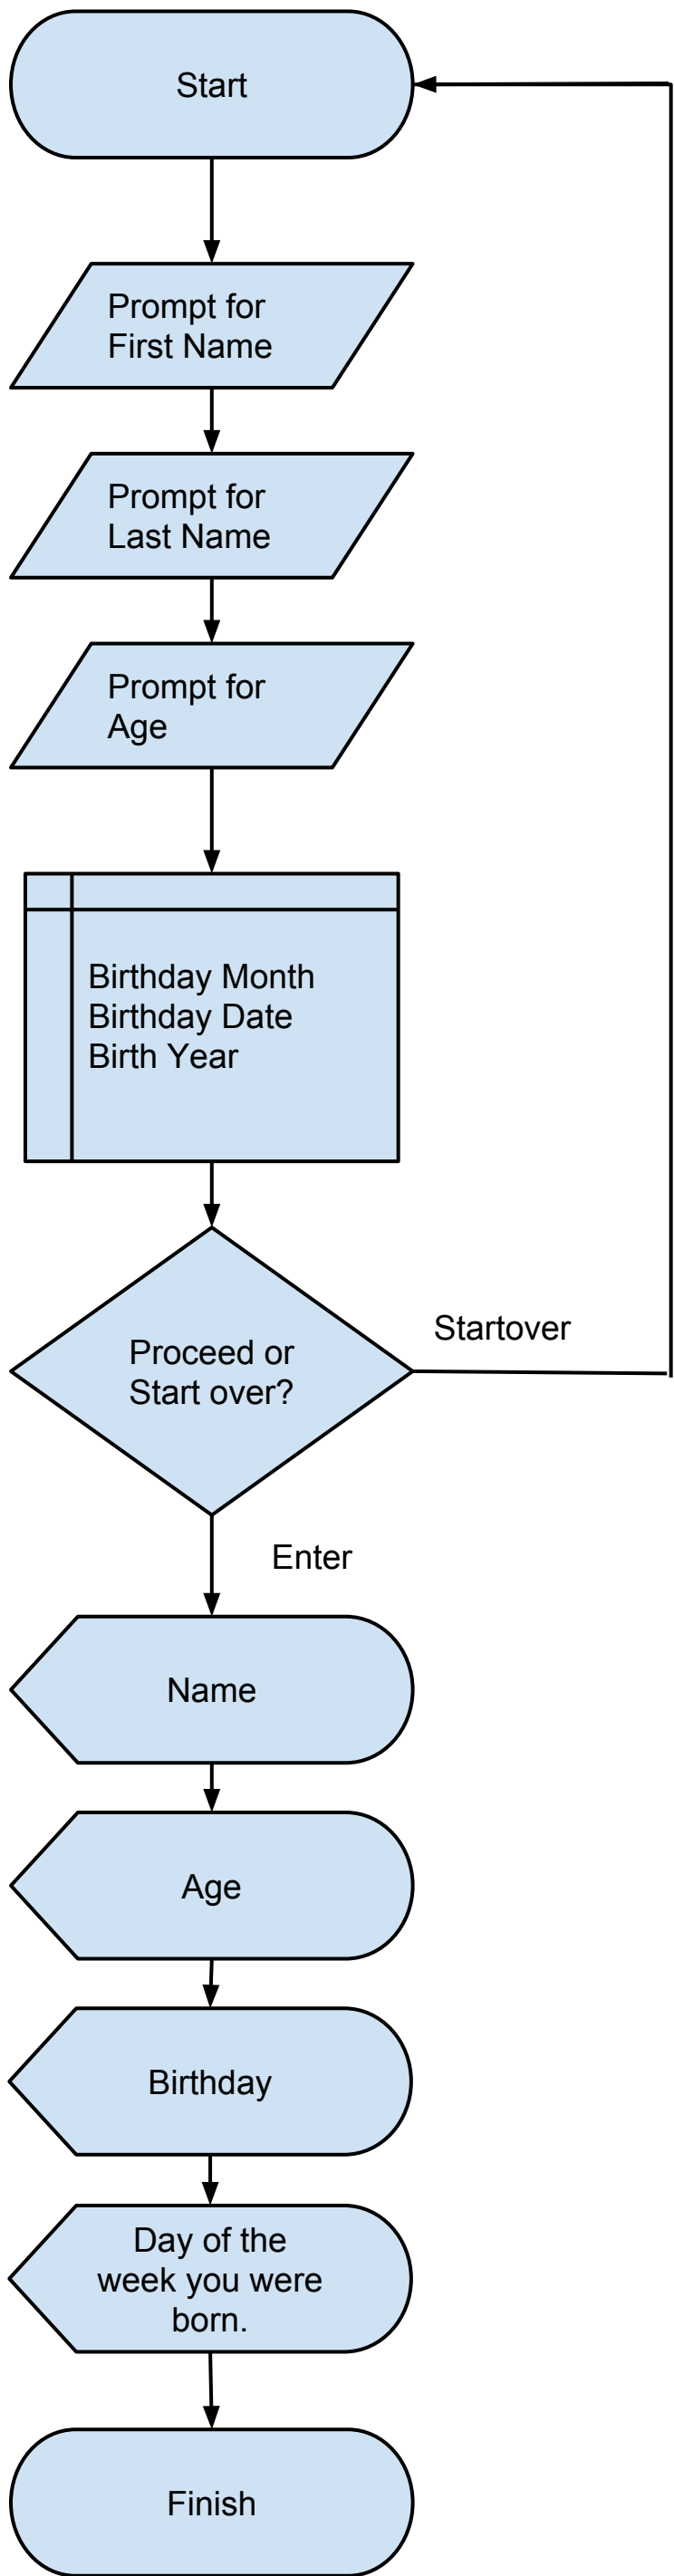 Start
Prompt for
First Name
Prompt for
Last Name
Prompt for
Age
Birthday Month
Birthday Date
Birth Year
Proceed or
Start over?
Startover
Enter
Name
Age
Birthday
Day of the
week you were
born.
Finish